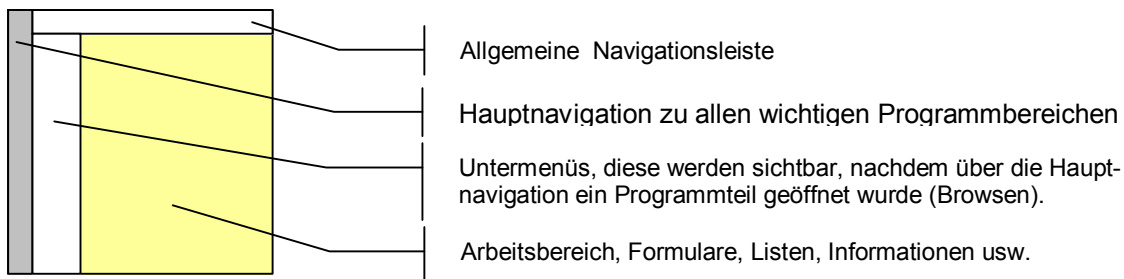 Allgemeine Navigationsleiste
Hauptnavigation zu allen wichtigen Programmbereichen
Untermenüs, diese werden sichtbar, nachdem über die Haupt-
navigation ein Programmteil geöffnet wurde (Browsen).
Arbeitsbereich, Formulare, Listen, Informationen usw.